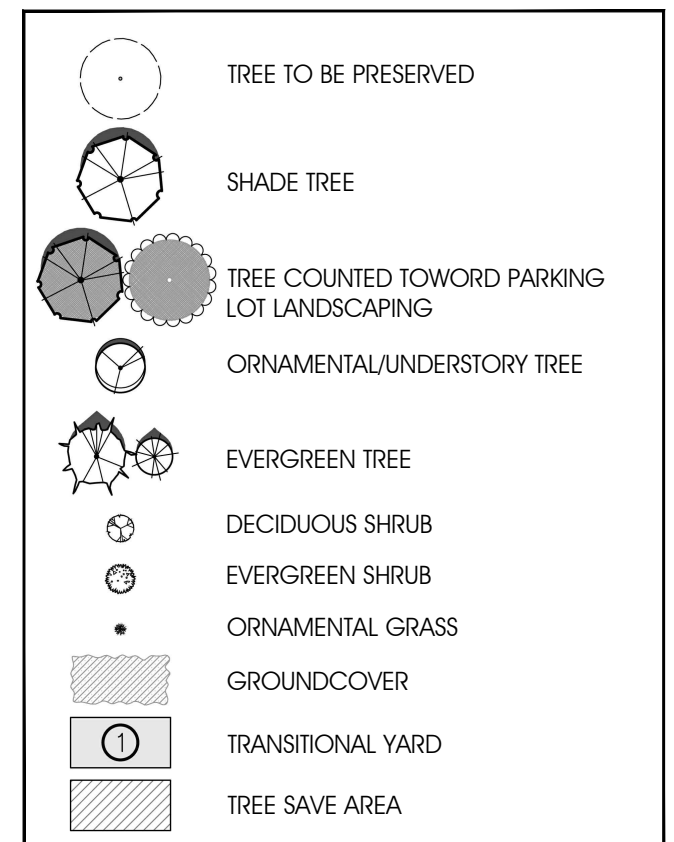 TREE TO BE PRESERVED
SHADE TREE
TREE COUNTED TOWORD PARKING
LOT LANDSCAPING
ORNAMENTAL/UNDERSTORY TREE
EVERGREEN TREE
DECIDUOUS SHRUB
EVERGREEN SHRUB
ORNAMENTAL GRASS
GROUNDCOVER
1 TRANSITIONAL YARD
TREE SAVE AREA